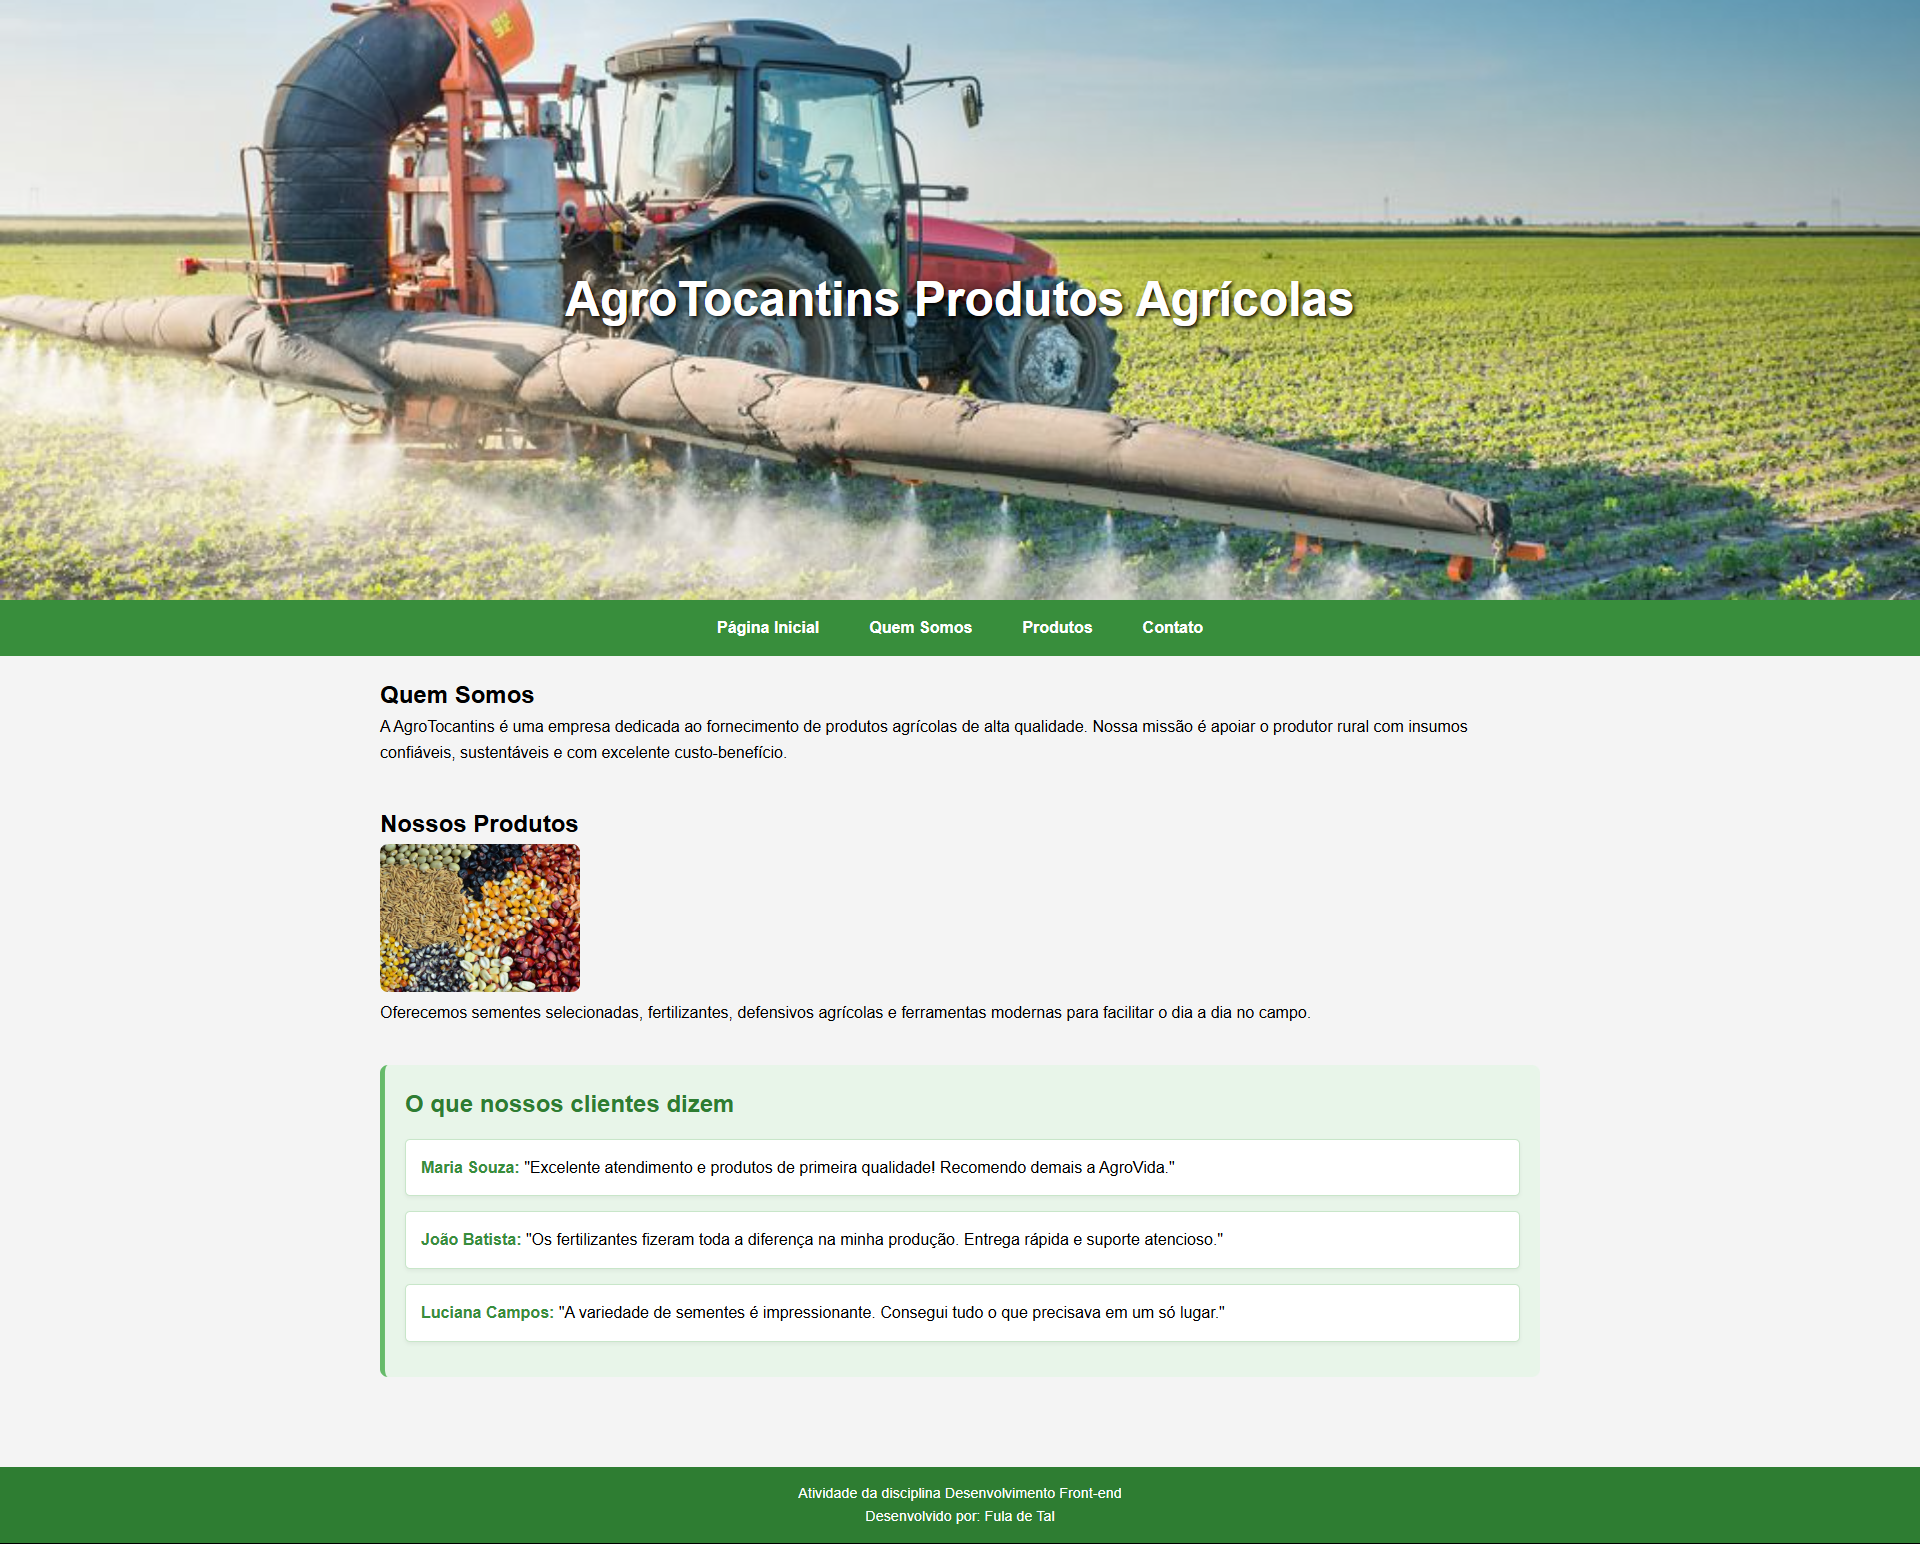 AgroTocantins Produtos Agrícolas
Página Inicial Quem Somos Produtos Contato
Quem Somos
A AgroTocantins é uma empresa dedicada ao fornecimento de produtos agrícolas de alta qualidade. Nossa missão é apoiar o produtor rural com insumos
confiáveis, sustentáveis e com excelente custo-benefício.
Nossos Produtos
Oferecemos sementes selecionadas, fertilizantes, defensivos agrícolas e ferramentas modernas para facilitar o dia a dia no campo.
O que nossos clientes dizem
Maria Souza: "Excelente atendimento e produtos de primeira qualidade! Recomendo demais a AgroVida."
João Batista: "Os fertilizantes fizeram toda a diferença na minha produção. Entrega rápida e suporte atencioso."
Luciana Campos: "A variedade de sementes é impressionante. Consegui tudo o que precisava em um só lugar."
Atividade da disciplina Desenvolvimento Front-end
Desenvolvido por: Fula de Tal